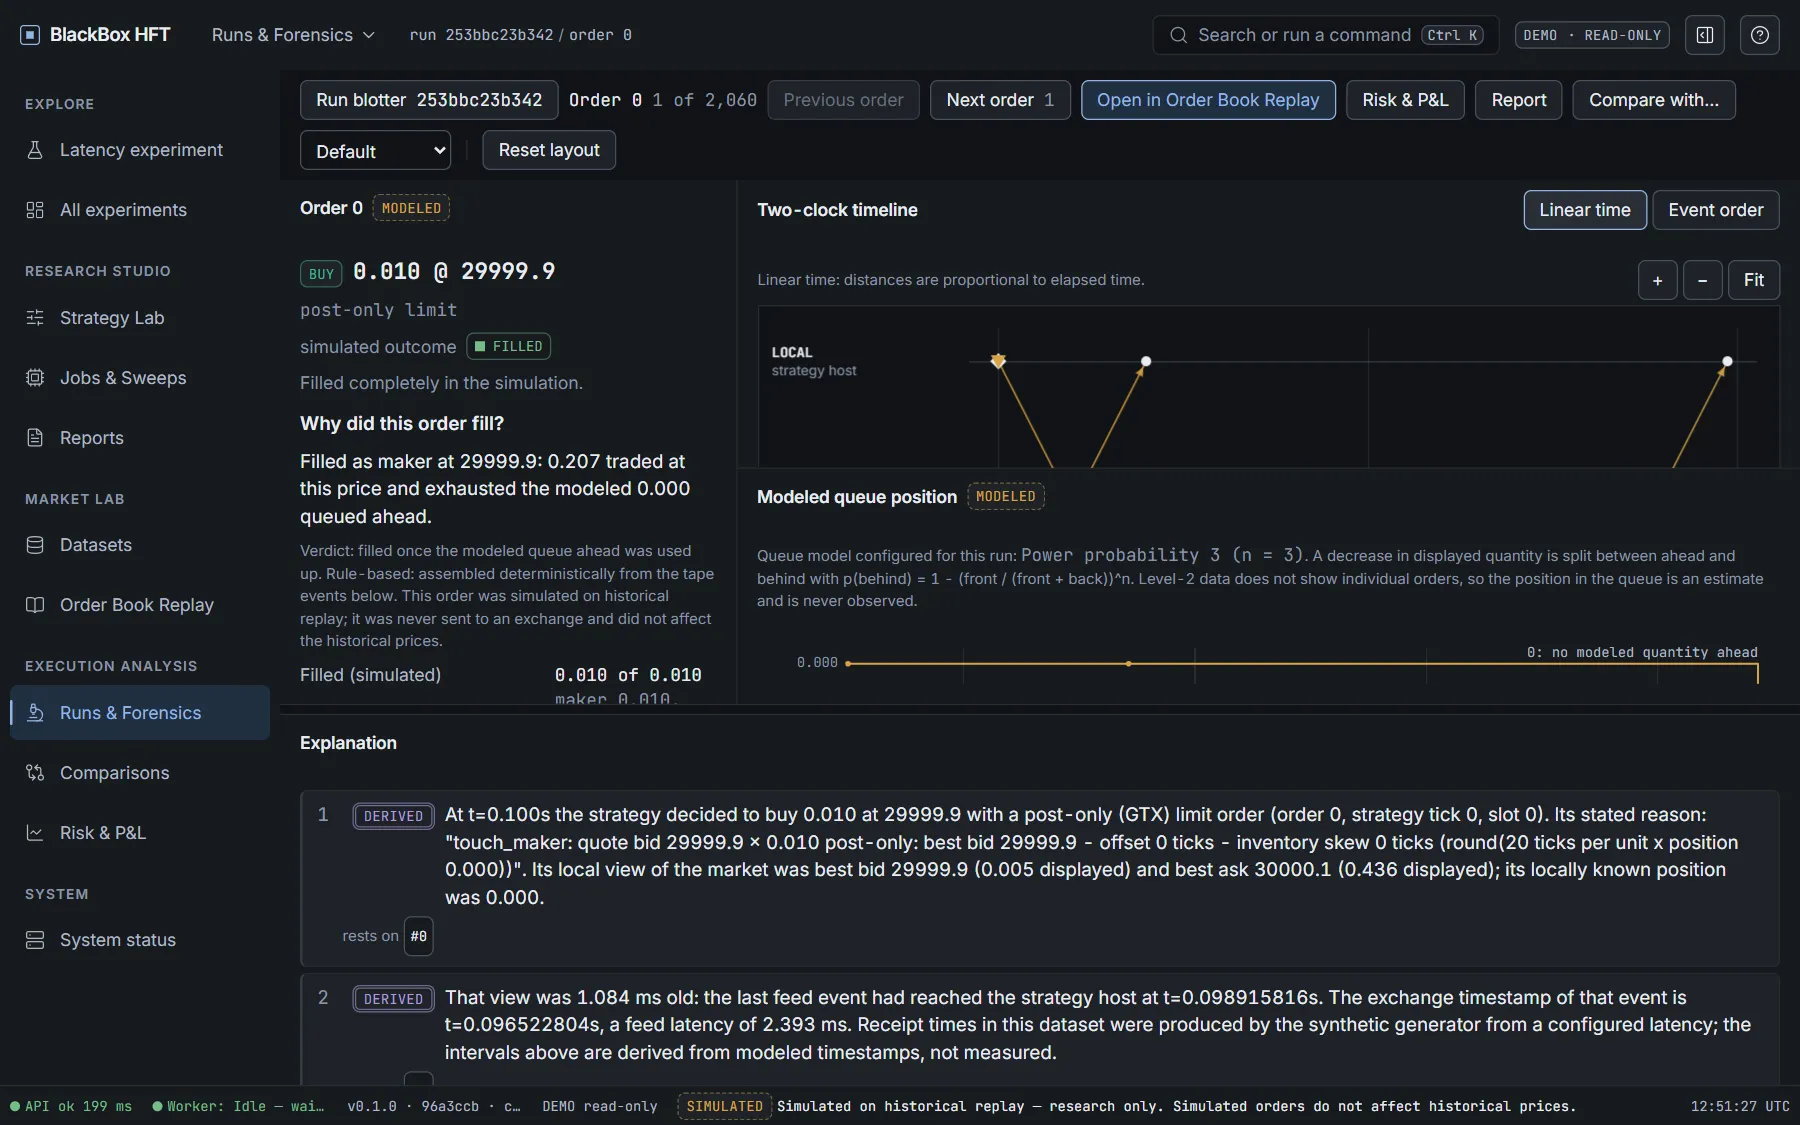 BlackBox HFT
Runs & Forensics
run 253bbc23b342 / order 0
Search or run a command Ctrl K
DEMO · READ-ONLY
EXPLORE
Latency experiment
All experiments
RESEARCH STUDIO
Strategy Lab
Jobs & Sweeps
Reports
MARKET LAB
Datasets
Order Book Replay
EXECUTION ANALYSIS
Runs & Forensics
Comparisons
Risk & P&L
SYSTEM
System status
Run blotter 253bbc23b342
Order 0 1 of 2,060
Previous order
Next order 1
Open in Order Book Replay
Risk & P&L
Report
Compare with...
Default
Reset layout
Order 0 MODELED
BUY 0.010 @ 29999.9
post-only limit
simulated outcome FILLED
Filled completely in the simulation.
Why did this order fill?
Filled as maker at 29999.9: 0.207 traded at
this price and exhausted the modeled 0.000
queued ahead.
Verdict: filled once the modeled queue ahead was used
up. Rule-based: assembled deterministically from the tape
events below. This order was simulated on historical
replay; it was never sent to an exchange and did not affect
the historical prices.
Filled (simulated) 0.010 of 0.010
maker 0.010.
Two-clock timeline
Linear time
Event order
Linear time: distances are proportional to elapsed time.
+
−
Fit
LOCAL
strategy host
Modeled queue position MODELED
Queue model configured for this run: Power probability 3 (n = 3). A decrease in displayed quantity is split between ahead and
behind with p(behind) = 1 - (front / (front + back))^n. Level-2 data does not show individual orders, so the position in the queue is an estimate
and is never observed.
0: no modeled quantity ahead
0.000
Explanation
1 DERIVED At t=0.100s the strategy decided to buy 0.010 at 29999.9 with a post-only (GTX) limit order (order 0, strategy tick 0, slot 0). Its stated reason:
"touch_maker: quote bid 29999.9 × 0.010 post-only: best bid 29999.9 - offset 0 ticks - inventory skew 0 ticks (round(20 ticks per unit x position
0.000))". Its local view of the market was best bid 29999.9 (0.005 displayed) and best ask 30000.1 (0.436 displayed); its locally known position
was 0.000.
rests on #0
2 DERIVED That view was 1.084 ms old: the last feed event had reached the strategy host at t=0.098915816s. The exchange timestamp of that event is
t=0.096522804s, a feed latency of 2.393 ms. Receipt times in this dataset were produced by the synthetic generator from a configured latency; the
intervals above are derived from modeled timestamps, not measured.
API ok 199 ms
Worker: Idle — wai…
v0.1.0 · 96a3ccb · c…
DEMO read-only
SIMULATED Simulated on historical replay — research only. Simulated orders do not affect historical prices.
12:51:27 UTC